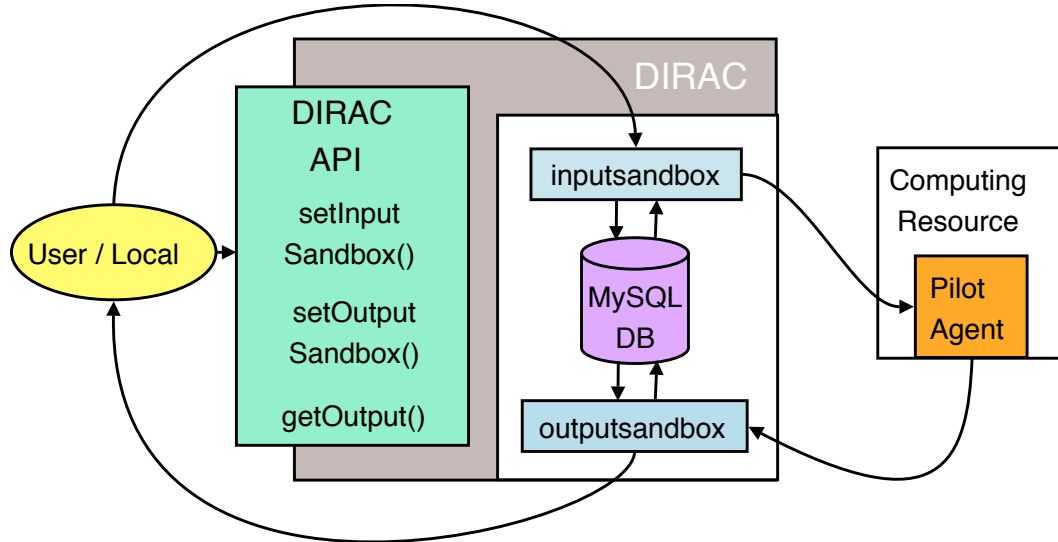 DIRAC
DIRAC
API
setInput
Sandbox()
setOutput
Sandbox()
getOutput()
User / Local
inputsandbox
MySQL
DB
outputsandbox
Computing
Resource
Pilot
Agent